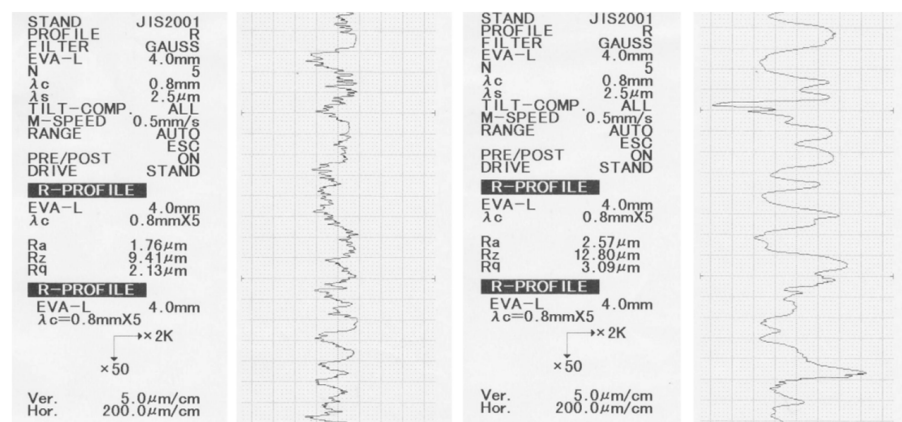 STAND JIS2001
PROFILE R
FILTER GAUSS
EVA-L 4.0mm
N 5
λc 0.8mm
λs 2.5μm
TILT-COMP. ALL
M-SPEED 0.5mm/s
RANGE AUTO
ESC
PRE/POST ON
DRIVE STAND
R-PROFILE
EVA-L 4.0mm
λc 0.8mmX5
Ra 1.76μm
Rz 9.41μm
Rq 2.13μm
R-PROFILE
EVA-L 4.0mm
λc=0.8mmX5
×2K
×50
Ver. 5.0μm/cm
Hor. 200.0μm/cm
STAND JIS2001
PROFILE R
FILTER GAUSS
EVA-L 4.0mm
N 5
λc 0.8mm
λs 2.5μm
TILT-COMP. ALL
M-SPEED 0.5mm/s
RANGE AUTO
ESC
PRE/POST ON
DRIVE STAND
R-PROFILE
EVA-L 4.0mm
λc 0.8mmX5
Ra 2.57μm
Rz 12.80μm
Rq 3.09μm
R-PROFILE
EVA-L 4.0mm
λc=0.8mmX5
×2K
×50
Ver. 5.0μm/cm
Hor. 200.0μm/cm